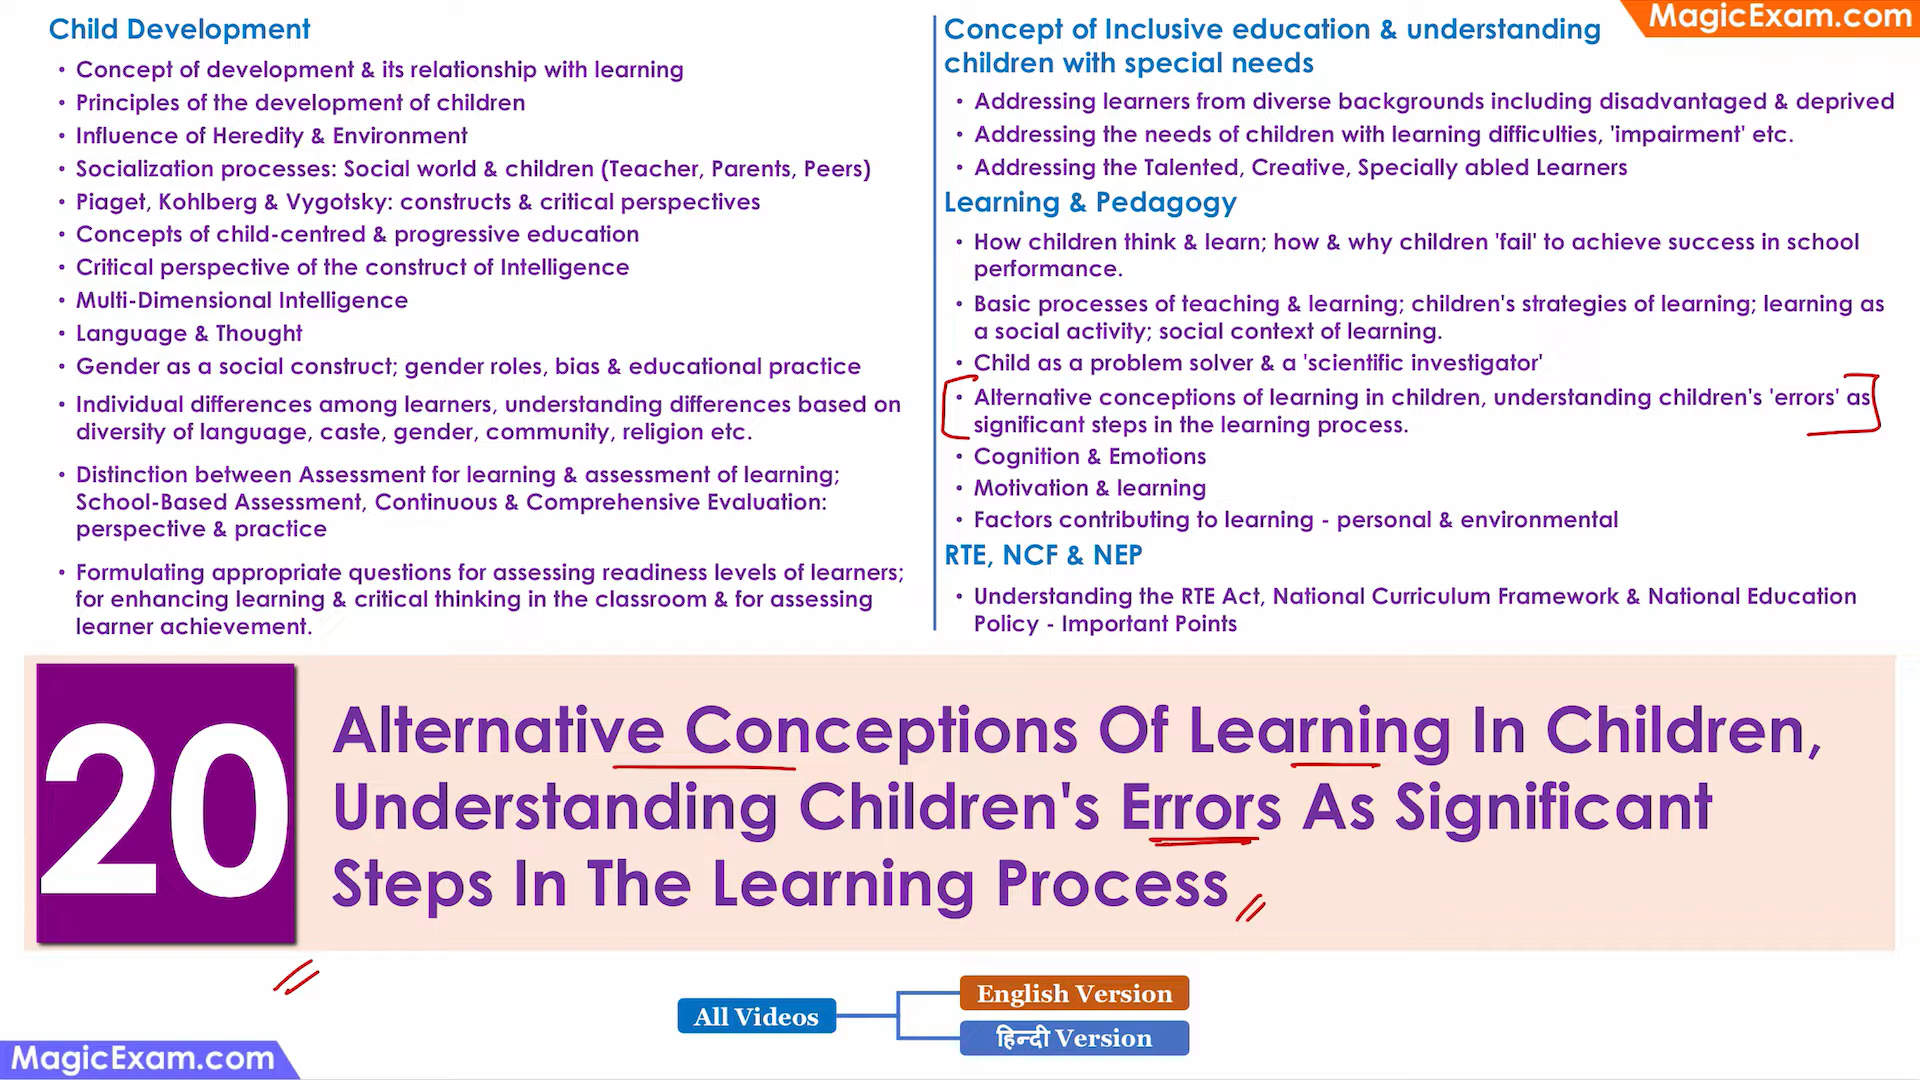 Child Development
• Concept of development & its relationship with learning
• Principles of the development of children
• Influence of Heredity & Environment
• Socialization processes: Social world & children (Teacher, Parents, Peers)
• Piaget, Kohlberg & Vygotsky: constructs & critical perspectives
• Concepts of child-centred & progressive education
• Critical perspective of the construct of Intelligence
• Multi-Dimensional Intelligence
• Language & Thought
• Gender as a social construct; gender roles, bias & educational practice
• Individual differences among learners, understanding differences based on
diversity of language, caste, gender, community, religion etc.
• Distinction between Assessment for learning & assessment of learning;
School-Based Assessment, Continuous & Comprehensive Evaluation:
perspective & practice
• Formulating appropriate questions for assessing readiness levels of learners;
for enhancing learning & critical thinking in the classroom & for assessing
learner achievement.
MagicExam.com
Concept of Inclusive education & understanding
children with special needs
• Addressing learners from diverse backgrounds including disadvantaged & deprived
• Addressing the needs of children with learning difficulties, 'impairment' etc.
• Addressing the Talented, Creative, Specially abled Learners
Learning & Pedagogy
• How children think & learn; how & why children 'fail' to achieve success in school
performance.
• Basic processes of teaching & learning; children's strategies of learning; learning as
a social activity; social context of learning.
• Child as a problem solver & a 'scientific investigator'
• Alternative conceptions of learning in children, understanding children's 'errors' as
significant steps in the learning process.
• Cognition & Emotions
• Motivation & learning
• Factors contributing to learning - personal & environmental
RTE, NCF & NEP
• Understanding the RTE Act, National Curriculum Framework & National Education
Policy - Important Points
20
Alternative Conceptions Of Learning In Children,
Understanding Children's Errors As Significant
Steps In The Learning Process
All Videos
English Version
हिन्दी Version
MagicExam.com